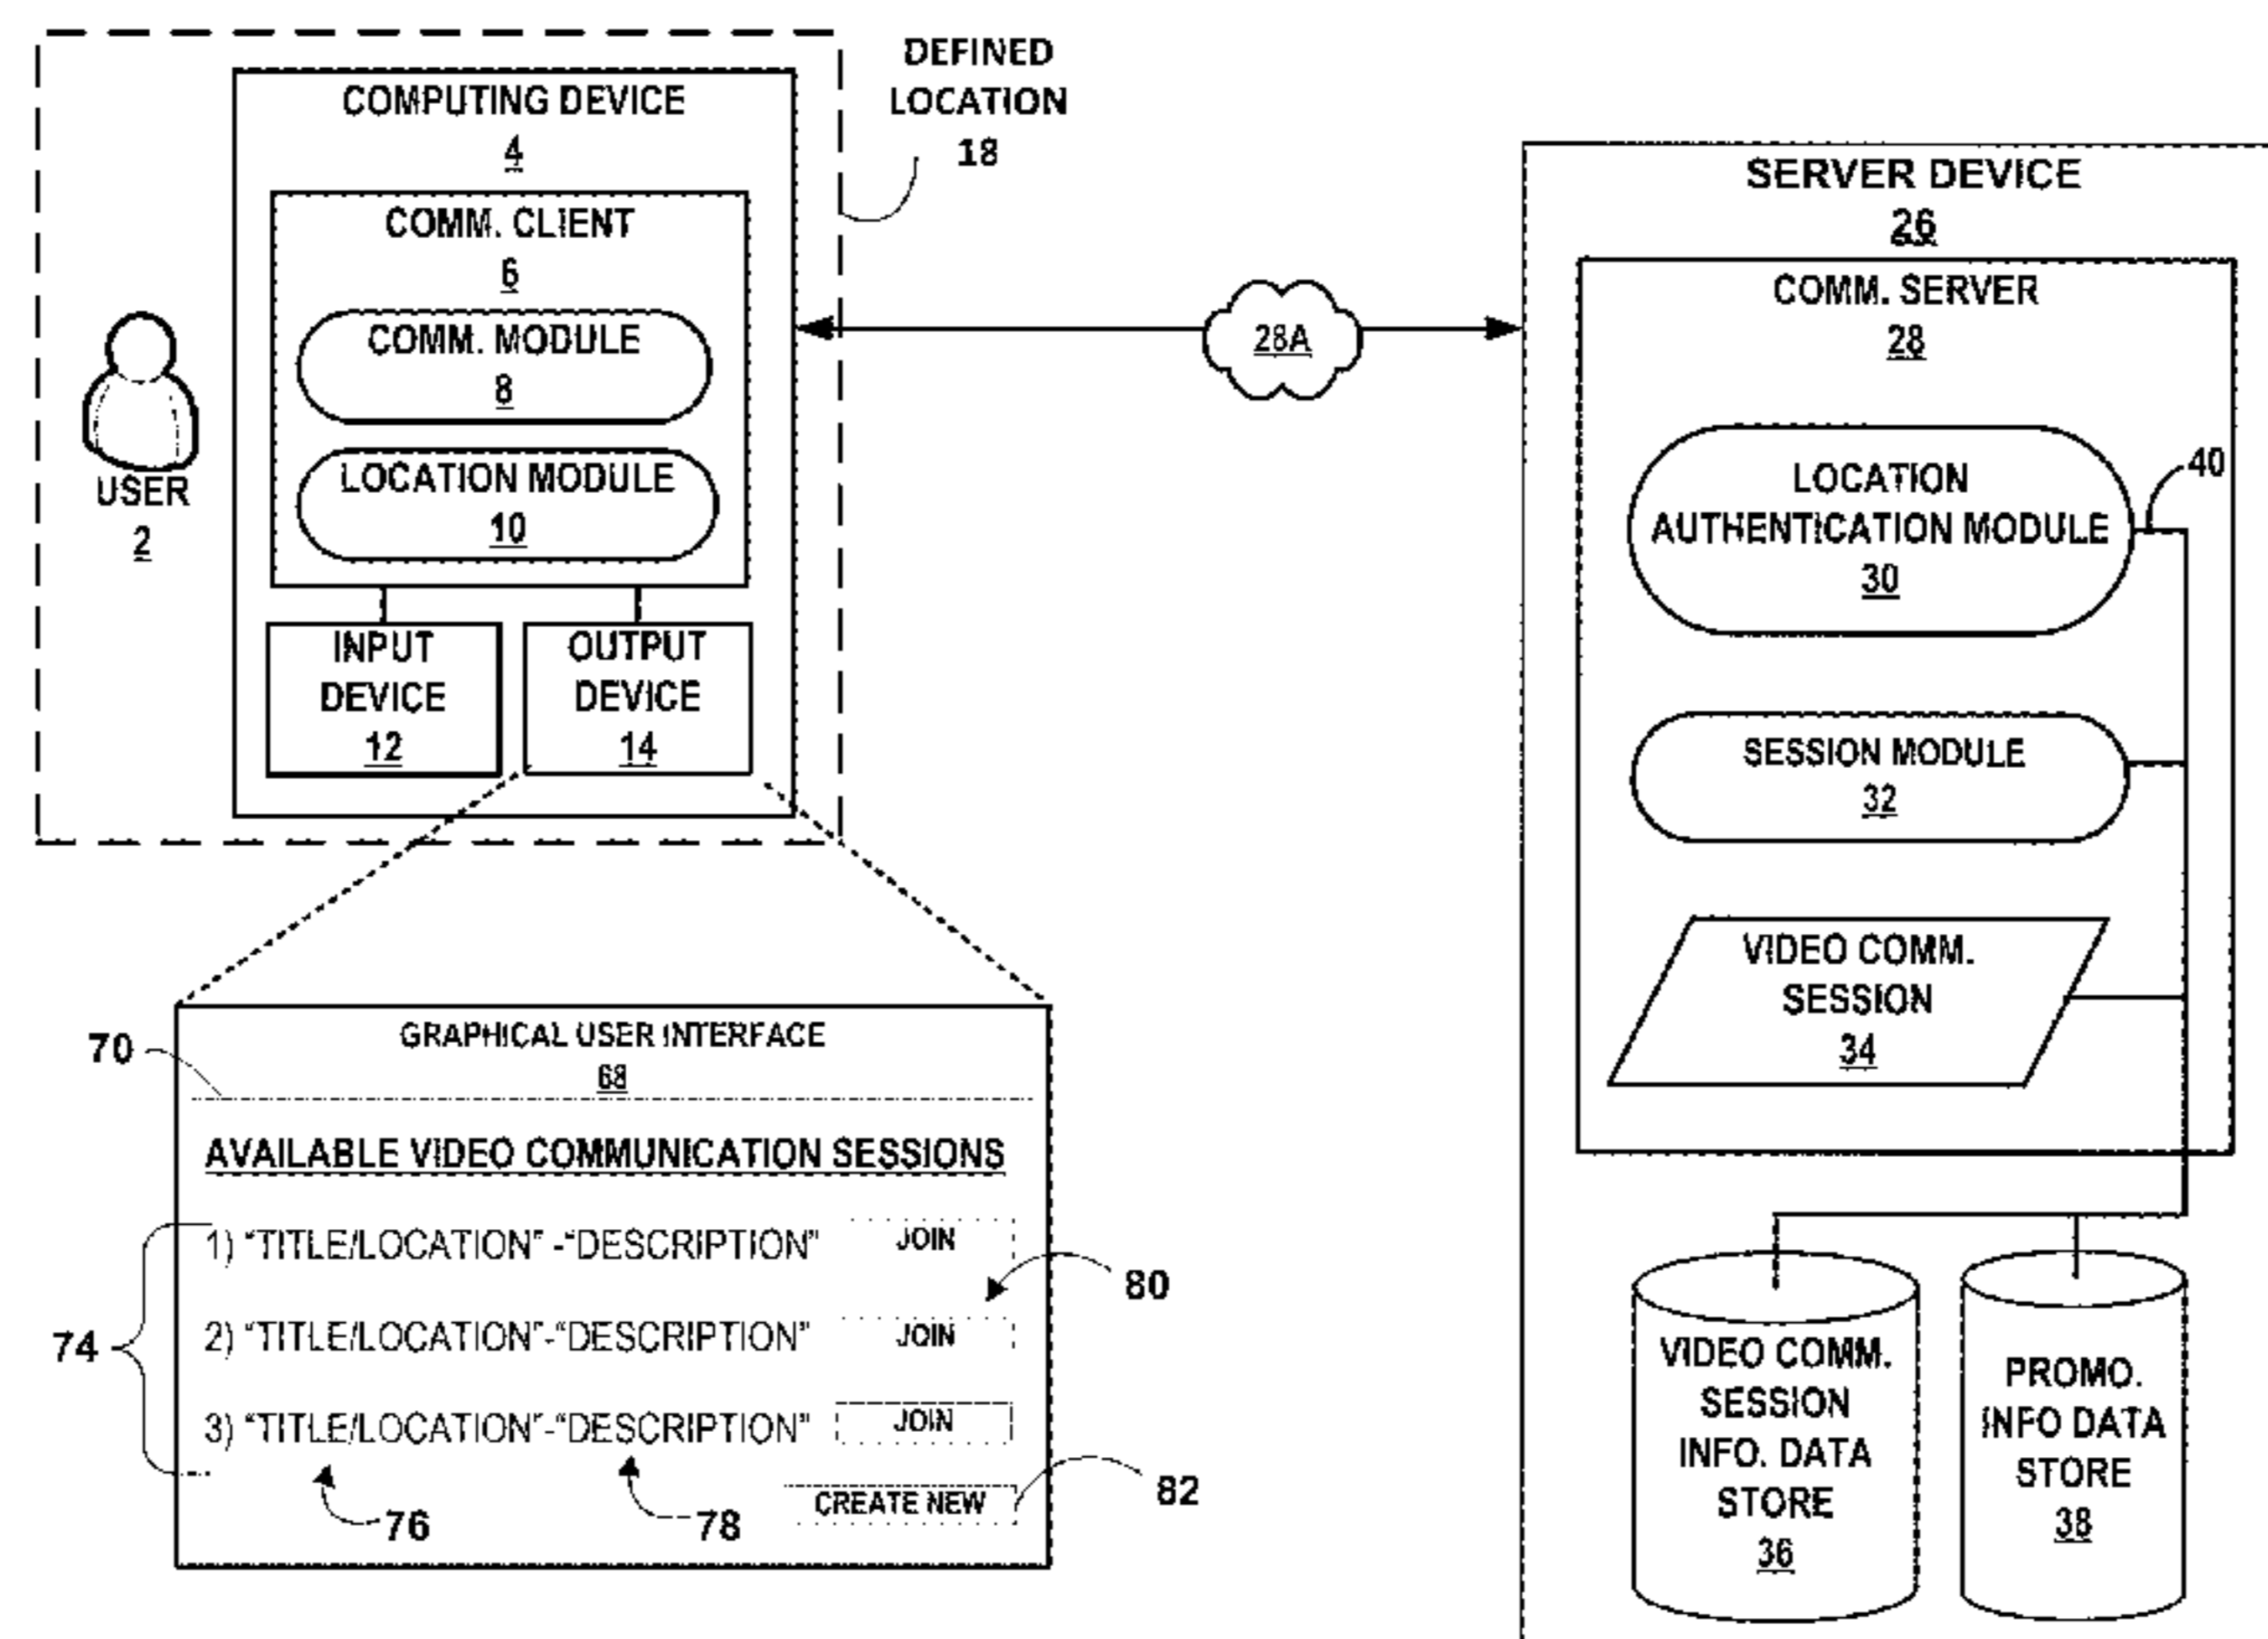 DEFINED
LOCATION
18
COMPUTING DEVICE
4
COMM. CLIENT
6
COMM. MODULE
8
LOCATION MODULE
10
USER
2
INPUT
DEVICE
12
OUTPUT
DEVICE
14
28A
SERVER DEVICE
26
COMM. SERVER
28
LOCATION
AUTHENTICATION MODULE
30
40
SESSION MODULE
32
VIDEO COMM.
SESSION
34
VIDEO COMM.
SESSION
INFO. DATA
STORE
36
PROMO.
INFO DATA
STORE
38
GRAPHICAL USER INTERFACE
68
70
AVAILABLE VIDEO COMMUNICATION SESSIONS
1) "TITLE/LOCATION" -"DESCRIPTION" JOIN
80
2) "TITLE/LOCATION"-"DESCRIPTION" JOIN
74
3) "TITLE/LOCATION"-"DESCRIPTION" JOIN
CREATE NEW
82
76
78